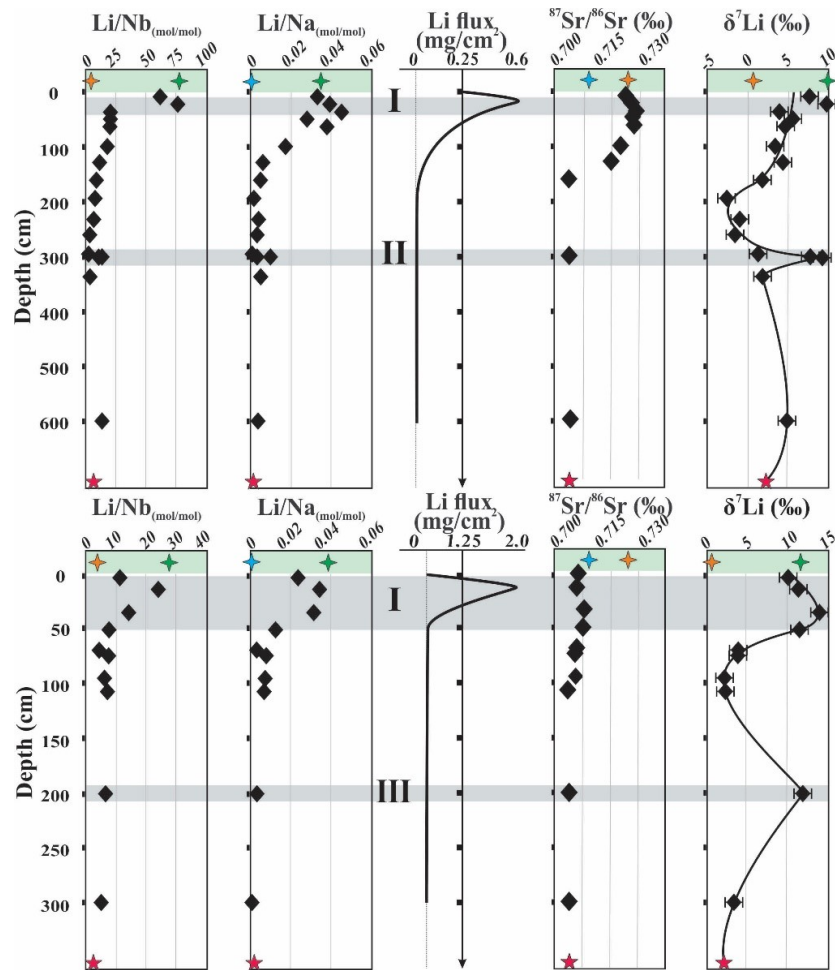 Li/Nb(mol/mol) Li/Na(mol/mol) Li flux (mg/cm²) ⁸⁷Sr/⁸⁶Sr (‰) δ⁷Li (‰)
0 25 50 75 100 0 0.02 0.04 0.06 0 0.25 0.6 0.700 0.715 0.730 -5 0 5 10
0
I
100
200
II
300
400
500
600
Depth (cm)
Li/Nb(mol/mol) Li/Na(mol/mol) Li flux (mg/cm²) ⁸⁷Sr/⁸⁶Sr (‰) δ⁷Li (‰)
0 10 20 30 40 0 0.02 0.04 0.06 0 1.25 2.0 0.700 0.715 0.730 0 5 10 15
0
I
50
100
150
III
200
250
300
Depth (cm)